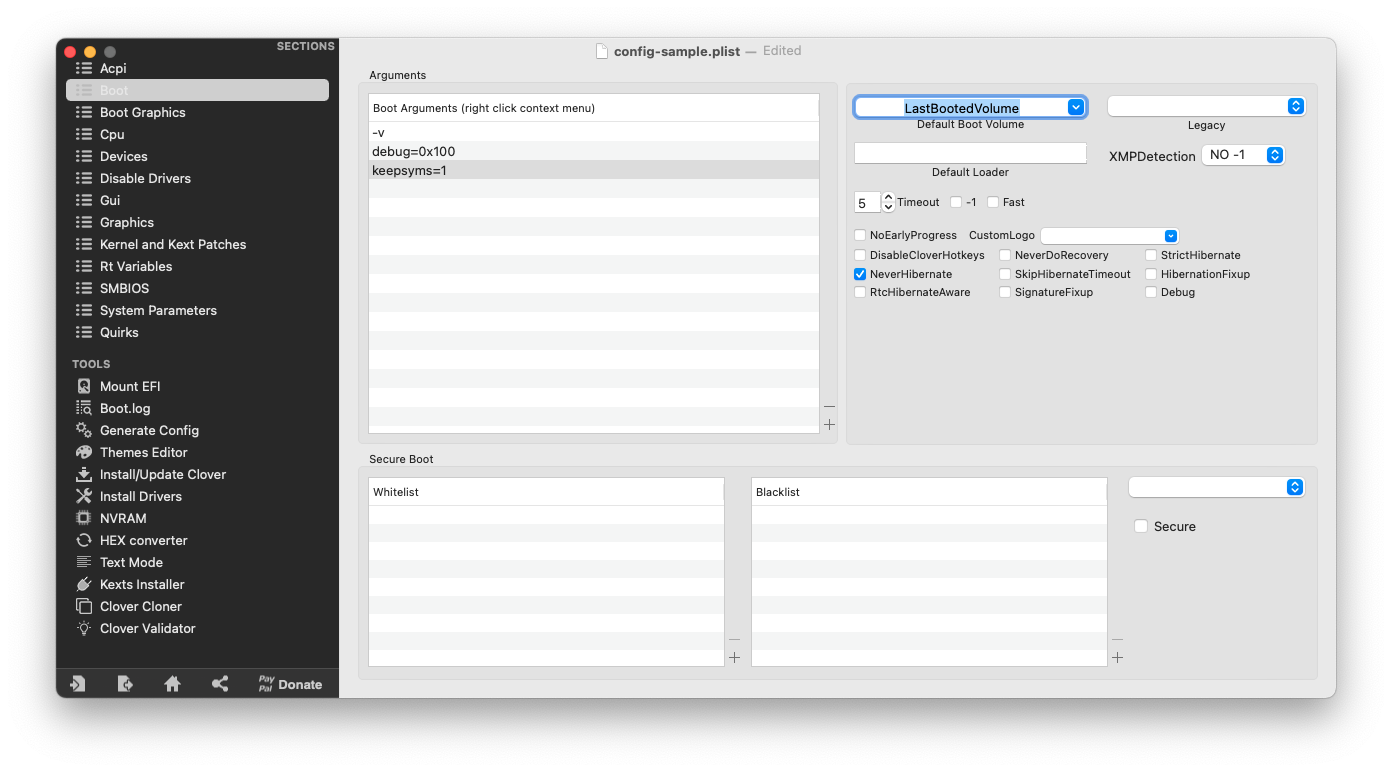 SECTIONS
Acpi
Boot
Boot Graphics
Cpu
Devices
Disable Drivers
Gui
Graphics
Kernel and Kext Patches
Rt Variables
SMBIOS
System Parameters
Quirks
TOOLS
Mount EFI
Boot.log
Generate Config
Themes Editor
Install/Update Clover
Install Drivers
NVRAM
HEX converter
Text Mode
Kexts Installer
Clover Cloner
Clover Validator
Pay
Pal Donate
config-sample.plist — Edited
Arguments
Boot Arguments (right click context menu)
-v
debug=0x100
keepsyms=1
LastBootedVolume
Default Boot Volume
Legacy
Default Loader
XMPDetection NO -1
5 Timeout -1 Fast
NoEarlyProgress CustomLogo
DisableCloverHotkeys NeverDoRecovery StrictHibernate
NeverHibernate SkipHibernateTimeout HibernationFixup
RtcHibernateAware SignatureFixup Debug
Secure Boot
Whitelist
Blacklist
Secure